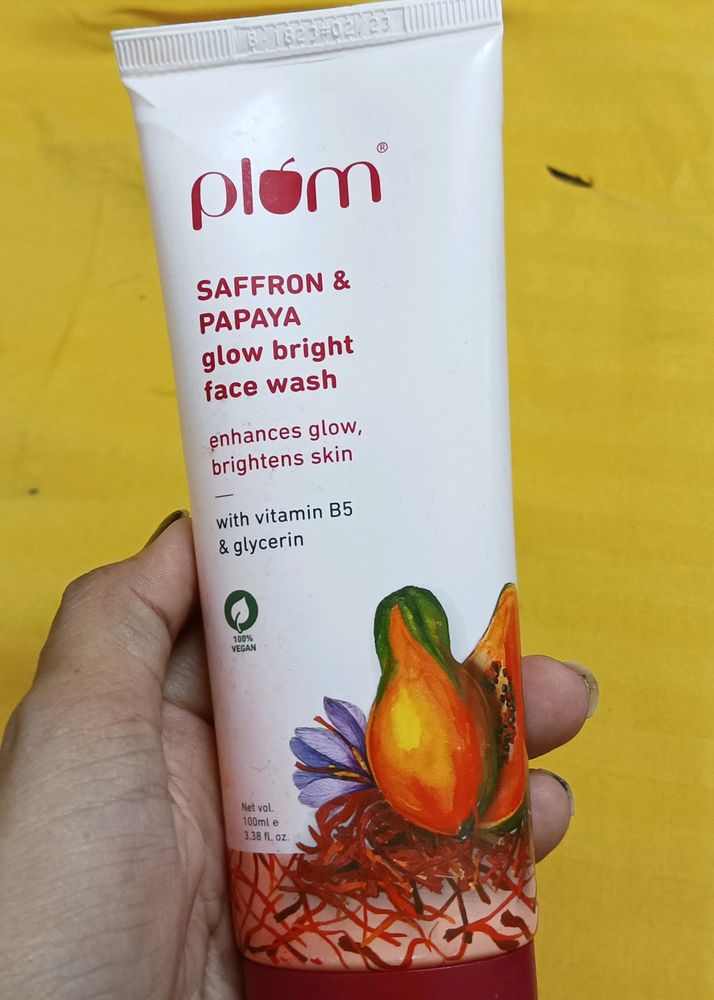 plum®
SAFFRON &
PAPAYA
glow bright
face wash
enhances glow,
brightens skin
with vitamin B5
& glycerin
100%
VEGAN
Net vol.
100ml e
3.38 fl. oz.